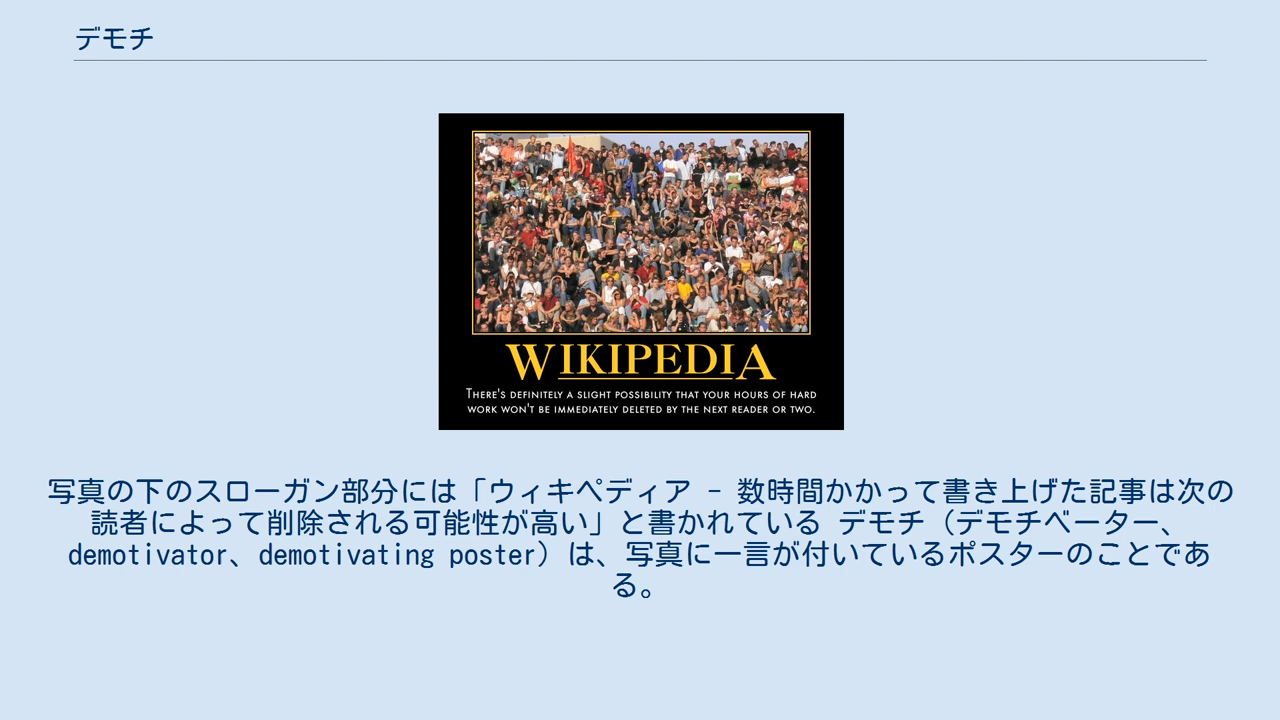 デモチ
WIKIPEDIA
THERE'S DEFINITELY A SLIGHT POSSIBILITY THAT YOUR HOURS OF HARD
WORK WON'T BE IMMEDIATELY DELETED BY THE NEXT READER OR TWO.
写真の下のスローガン部分には「ウィキペディア – 数時間かかって書き上げた記事は次の
読者によって削除される可能性が高い」と書かれている デモチ（デモチベーター、
demotivator、demotivating poster）は、写真に一言が付いているポスターのことであ
る。